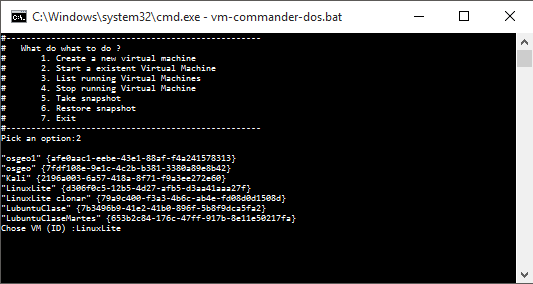 C:\Windows\system32\cmd.exe - vm-commander-dos.bat
#---------------------------------------------------
#   What do what to do ?
#       1. Create a new virtual machine
#       2. Start a existent Virtual Machine
#       3. List running Virtual Machines
#       4. Stop running Virtual Machine
#       5. Take snapshot
#       6. Restore snapshot
#       7. Exit
#---------------------------------------------------
Pick an option:2
"osgeo1" {afe0aac1-eebe-43e1-88af-f4a241578313}
"osgeo" {7fdf108e-9e1c-4c2b-b381-3380a89e8b42}
"Kali" {2196a003-6a57-418a-8f71-f9a3ee272e60}
"LinuxLite" {d306f0c5-12b5-4d27-afb5-d3aa41aaa27f}
"LinuxLite clonar" {79a9c400-f3a3-4b6c-ab4e-fd08d0d1508d}
"LubuntuClase" {7b3496b9-41e2-41b0-896f-5b8f9dca5fa2}
"LubuntuClaseMartes" {653b2c84-176c-47ff-917b-8e11e50217fa}
Chose VM (ID) :LinuxLite